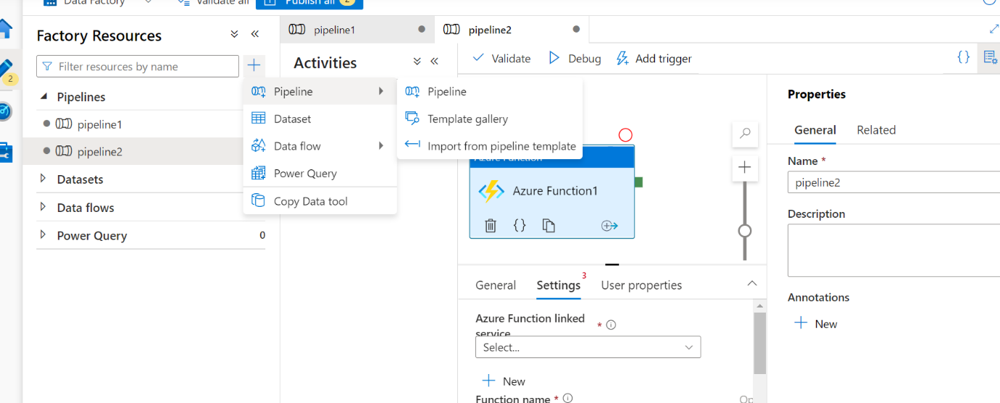 Data Factory
Validate all
Publish all
2
Factory Resources
Filter resources by name
2
Pipelines
pipeline1
pipeline2
Datasets
Data flows
Power Query
0
Pipeline
Dataset
Data flow
Power Query
Copy Data tool
Pipeline
Template gallery
Import from pipeline template
pipeline1
pipeline2
Activities
Validate
Debug
Add trigger
{}
Azure Function
Azure Function1
{}
General
Settings
3
User properties
Azure Function linked
service
*
Select...
New
Function name *
Op
Properties
General
Related
Name *
pipeline2
Description
Annotations
New